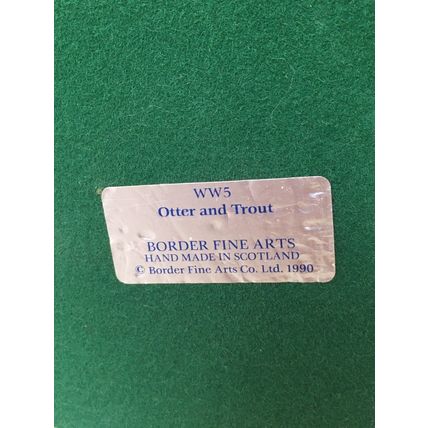 WW5
Otter and Trout
BORDER FINE ARTS
HAND MADE IN SCOTLAND
© Border Fine Arts Co. Ltd. 1990